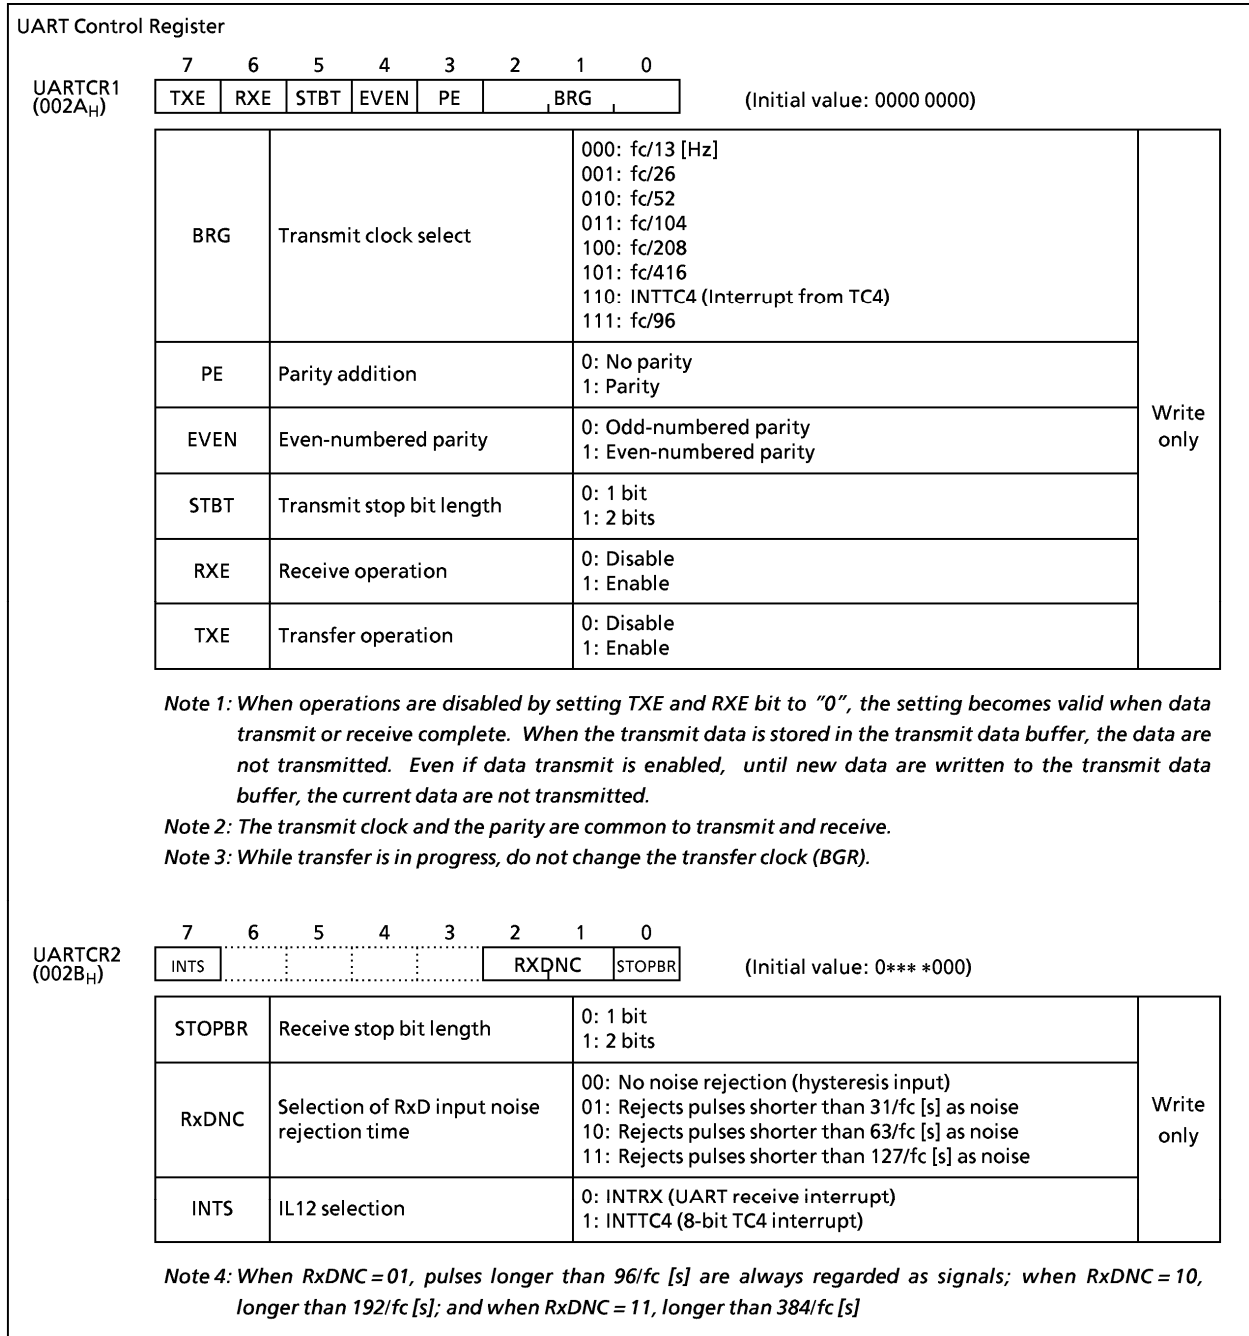 UART Control Register
7 6 5 4 3 2 1 0
UARTCR1 (002AH)
TXE RXE STBT EVEN PE BRG (Initial value: 0000 0000)
BRG Transmit clock select
000: fc/13 [Hz]
001: fc/26
010: fc/52
011: fc/104
100: fc/208
101: fc/416
110: INTTC4 (Interrupt from TC4)
111: fc/96
PE Parity addition
0: No parity
1: Parity
EVEN Even-numbered parity
0: Odd-numbered parity
1: Even-numbered parity
STBT Transmit stop bit length
0: 1 bit
1: 2 bits
RXE Receive operation
0: Disable
1: Enable
TXE Transfer operation
0: Disable
1: Enable
Write only
Note 1: When operations are disabled by setting TXE and RXE bit to "0", the setting becomes valid when data
transmit or receive complete. When the transmit data is stored in the transmit data buffer, the data are
not transmitted. Even if data transmit is enabled, until new data are written to the transmit data
buffer, the current data are not transmitted.
Note 2: The transmit clock and the parity are common to transmit and receive.
Note 3: While transfer is in progress, do not change the transfer clock (BGR).
7 6 5 4 3 2 1 0
UARTCR2 (002BH)
INTS RXDNC STOPBR (Initial value: 0*** *000)
STOPBR Receive stop bit length
0: 1 bit
1: 2 bits
RxDNC Selection of RxD input noise rejection time
00: No noise rejection (hysteresis input)
01: Rejects pulses shorter than 31/fc [s] as noise
10: Rejects pulses shorter than 63/fc [s] as noise
11: Rejects pulses shorter than 127/fc [s] as noise
INTS IL12 selection
0: INTRX (UART receive interrupt)
1: INTTC4 (8-bit TC4 interrupt)
Write only
Note 4: When RxDNC = 01, pulses longer than 96/fc [s] are always regarded as signals; when RxDNC = 10,
longer than 192/fc [s]; and when RxDNC = 11, longer than 384/fc [s]